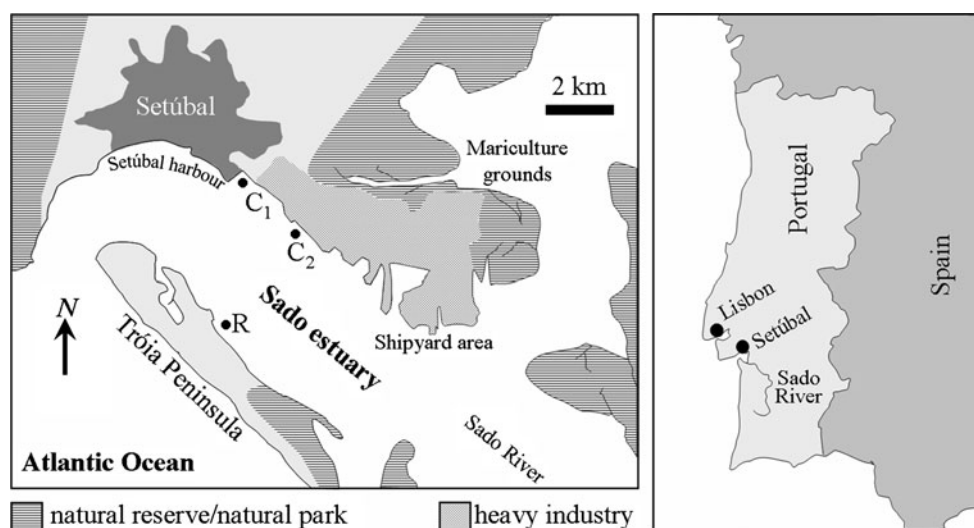 Setúbal
2 km
Setúbal harbour
Mariculture
grounds
C1
C2
N
R
Sado estuary
Shipyard area
Tróia Peninsula
Sado River
Atlantic Ocean
natural reserve/natural park
heavy industry
Portugal
Spain
Lisbon
Setúbal
Sado
River